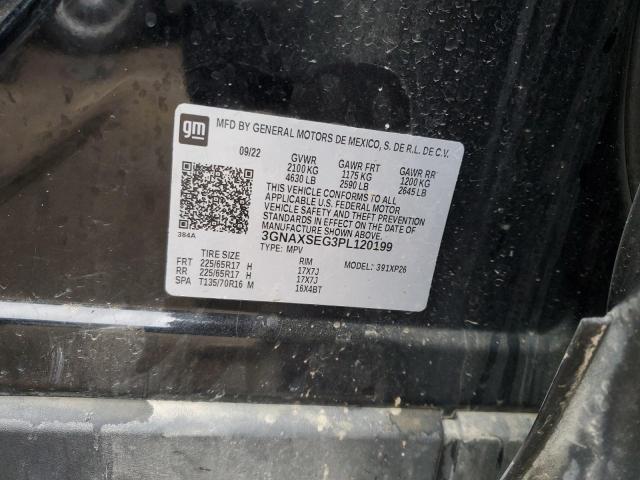 gm
MFD BY GENERAL MOTORS DE MEXICO, S. DE R.L. DE C.V.
09/22 GVWR GAWR FRT GAWR RR
2100 KG 1175 KG 1200 KG
4630 LB 2590 LB 2645 LB
THIS VEHICLE CONFORMS TO ALL
APPLICABLE U.S. FEDERAL MOTOR
VEHICLE SAFETY AND THEFT PREVENTION
STANDARDS IN EFFECT ON THE DATE OF
MANUFACTURE SHOWN ABOVE.
384A
3GNAXSEG3PL120199
TYPE: MPV MODEL: 391XP26
TIRE SIZE RIM
FRT 225/65R17 H 17X7J
RR 225/65R17 H 17X7J
SPA T135/70R16 M 16X4BT